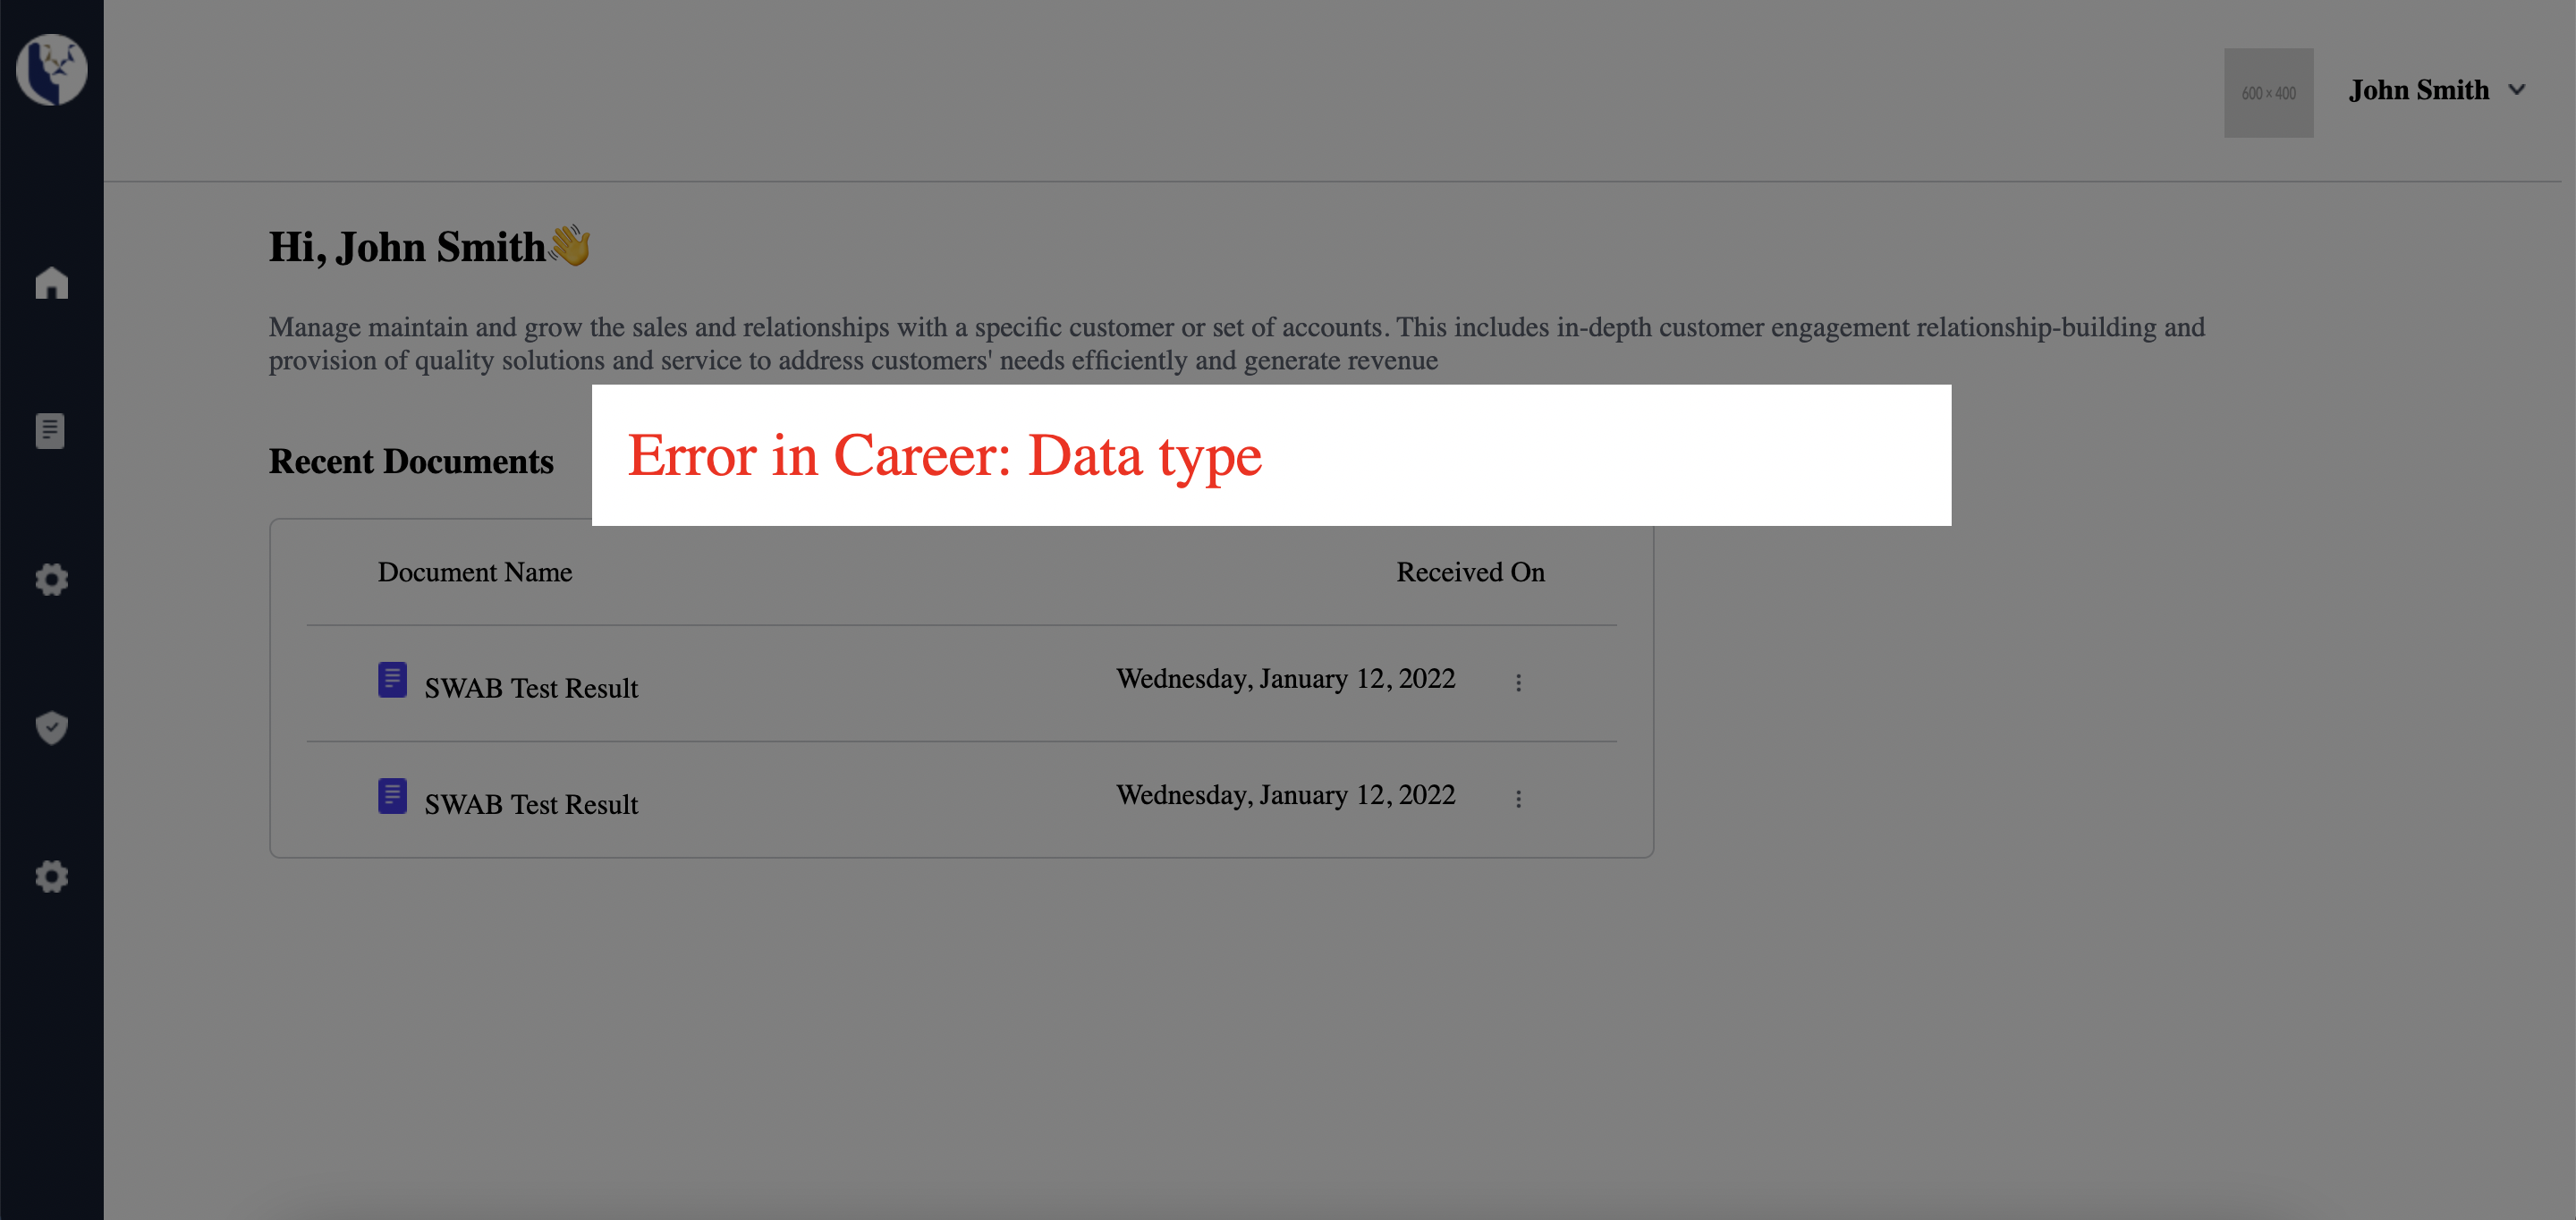 600 x 400
John Smith
Hi, John Smith👋
Manage maintain and grow the sales and relationships with a specific customer or set of accounts. This includes in-depth customer engagement relationship-building and
provision of quality solutions and service to address customers' needs efficiently and generate revenue
Error in Career: Data type
Recent Documents
Document Name Received On
SWAB Test Result Wednesday, January 12, 2022
SWAB Test Result Wednesday, January 12, 2022